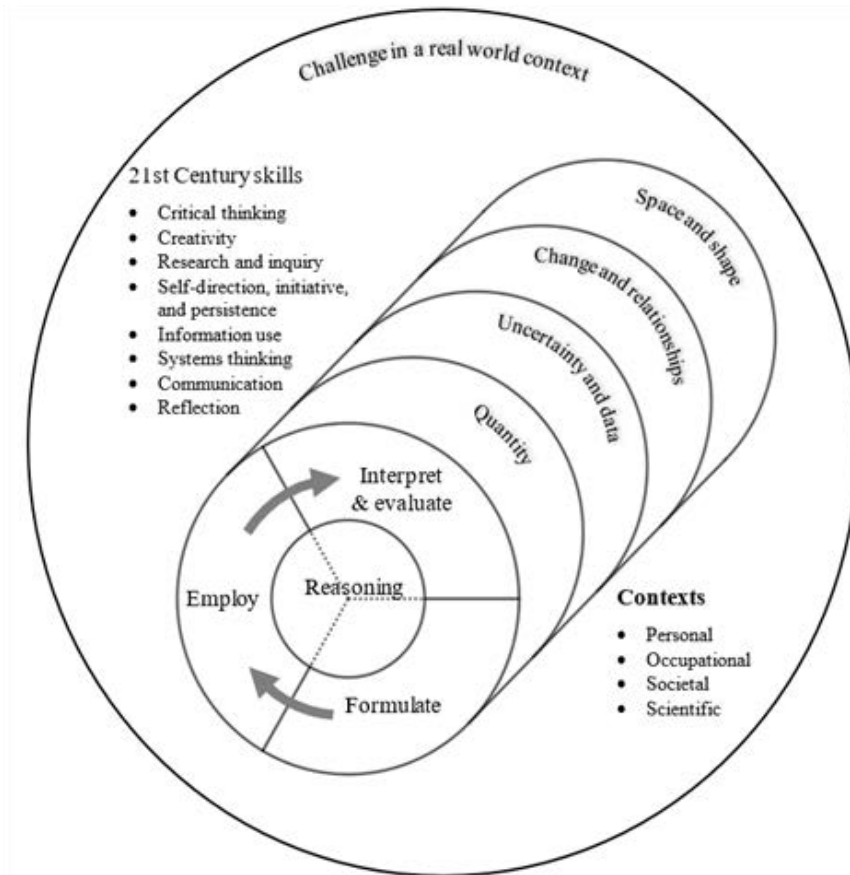 Challenge in a real world context
21st Century skills
• Critical thinking
• Creativity
• Research and inquiry
• Self-direction, initiative,
and persistence
• Information use
• Systems thinking
• Communication
• Reflection
Space and shape
Change and relationships
Uncertainty and data
Quantity
Interpret
& evaluate
Employ
Reasoning
Formulate
Contexts
• Personal
• Occupational
• Societal
• Scientific